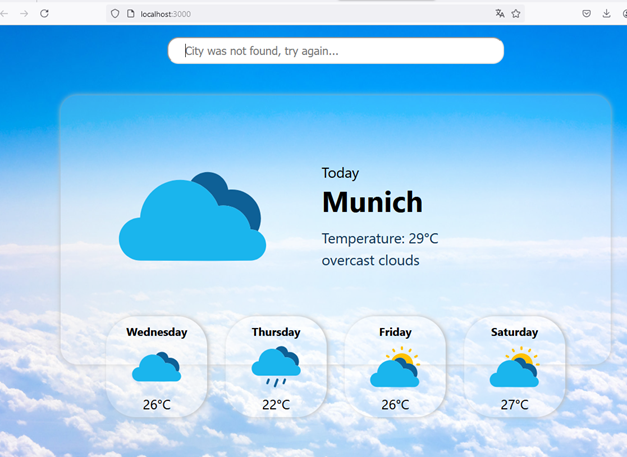 localhost:3000
City was not found, try again...
Today
Munich
Temperature: 29°C
overcast clouds
Wednesday Thursday Friday Saturday
26°C 22°C 26°C 27°C